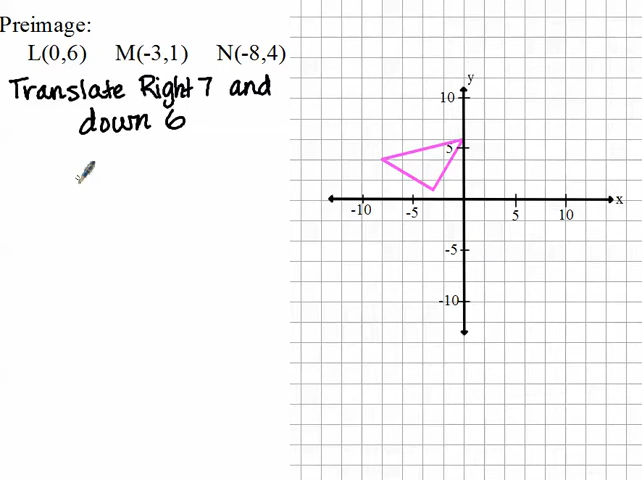 Preimage:
L(0,6) M(-3,1) N(-8,4)
Translate Right 7 and
down 6
y
10
5
-10 -5 5 10 x
-5
-10